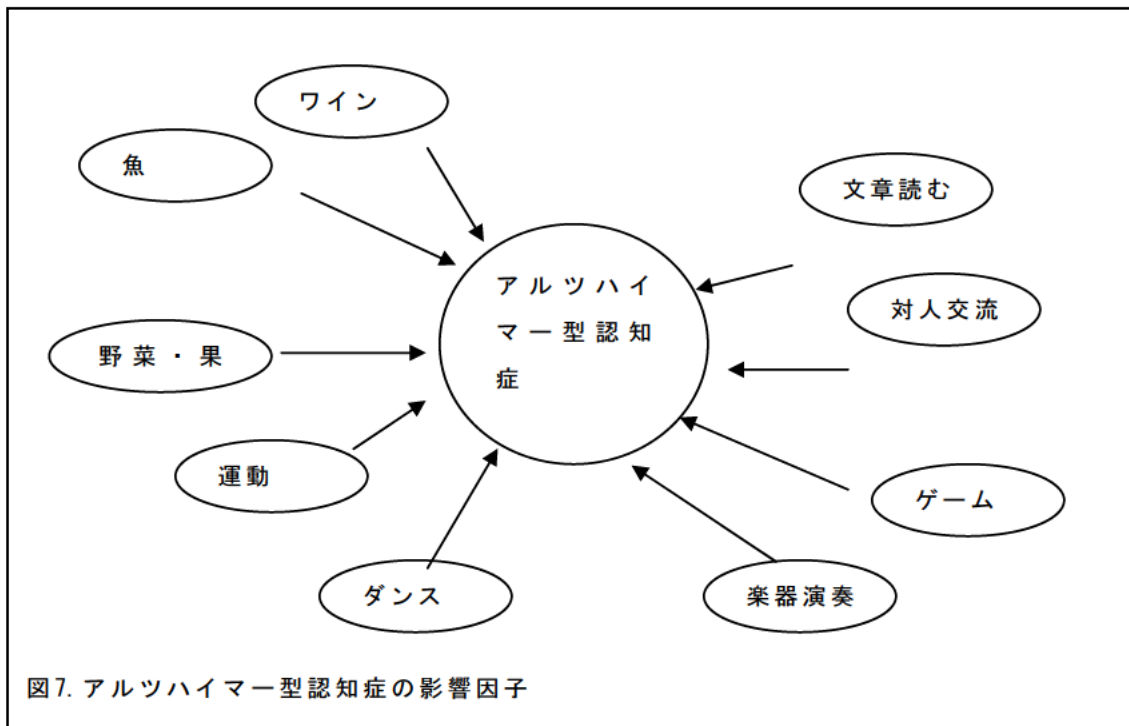 ワイン
魚
文章読む
アルツハイ
マー型認知
症
対人交流
野菜・果
運動
ゲーム
ダンス
楽器演奏
図7. アルツハイマー型認知症の影響因子